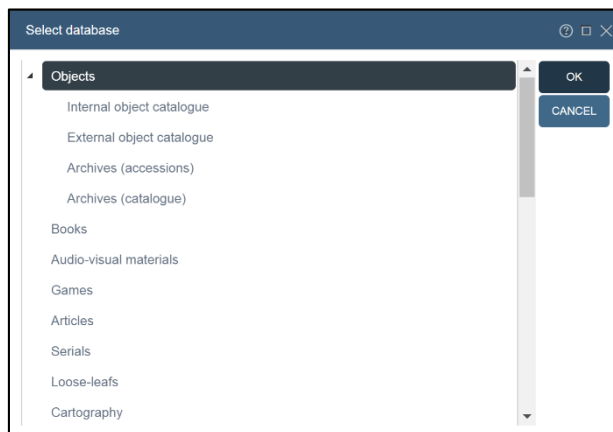 Select database
Objects
OK
Internal object catalogue
CANCEL
External object catalogue
Archives (accessions)
Archives (catalogue)
Books
Audio-visual materials
Games
Articles
Serials
Loose-leafs
Cartography